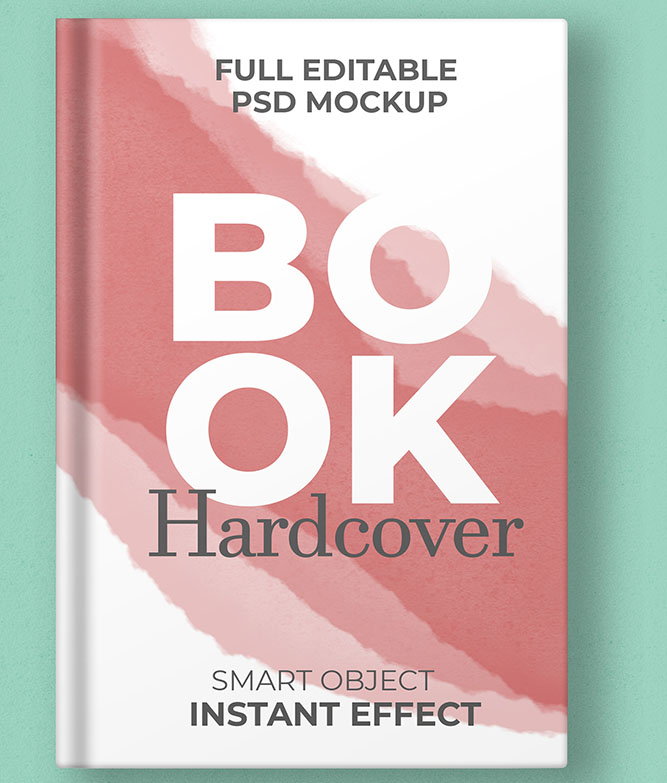 FULL EDITABLE
PSD MOCKUP
BO
OK
Hardcover
SMART OBJECT
INSTANT EFFECT